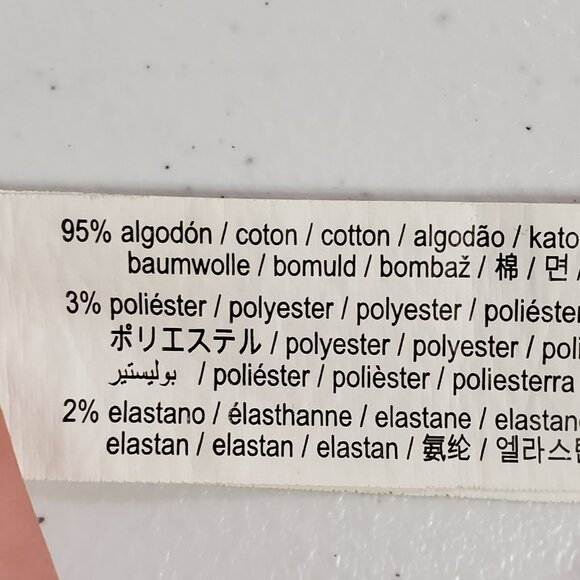 95% algodón / coton / cotton / algodão / kato
baumwolle / bomuld / bombaž / 棉 / 면 /
3% poliéster / polyester / polyester / poliéster
ポリエステル / polyester / polyester / poli
بوليستير / poliéster / polièster / poliesterra
2% elastano / élasthanne / elastane / elastano
elastan / elastan / elastan / 氨纶 / 엘라스탄